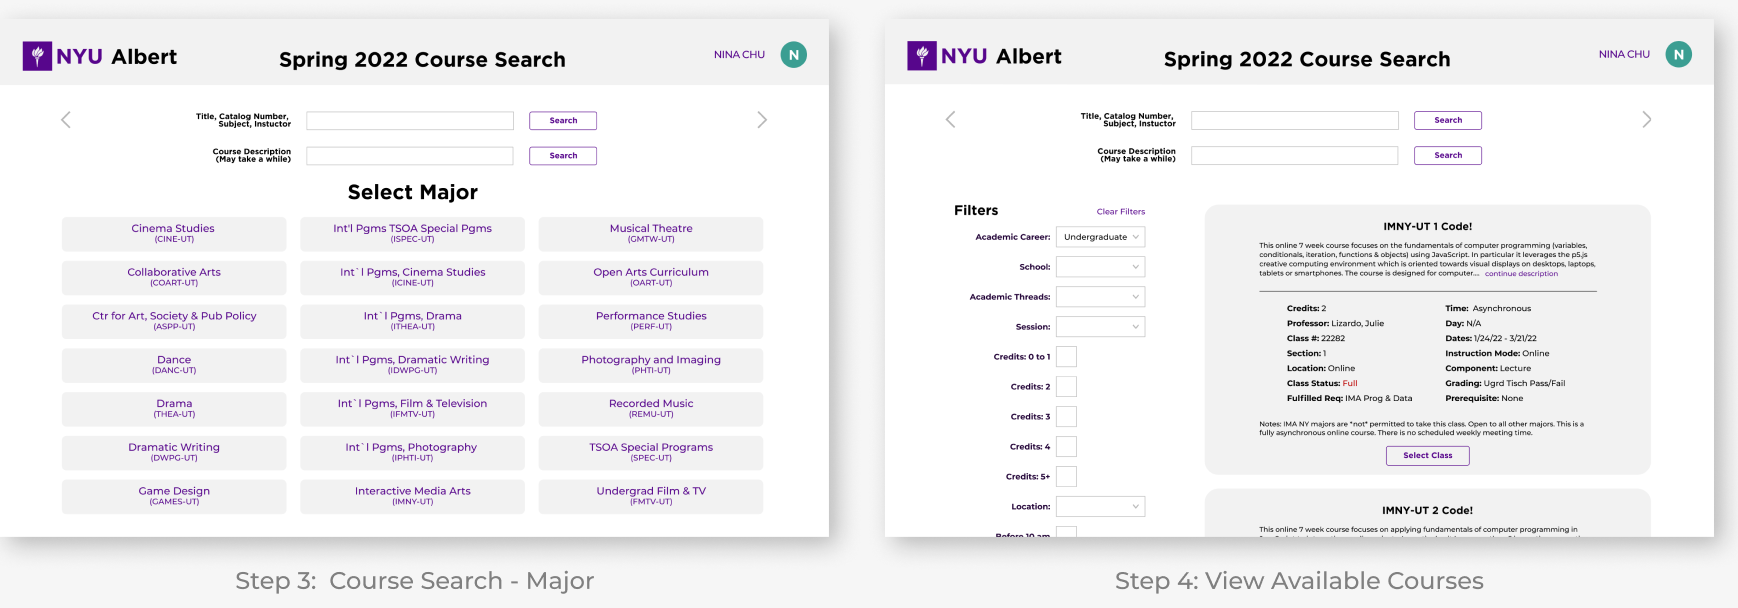 NYU Albert
Spring 2022 Course Search
NINA CHU
N
Title, Catalog Number,
Subject, Instuctor
Search
Course Description
(May take a while)
Search
Select Major
Cinema Studies
(CINE-UT)
Int'l Pgms TSOA Special Pgms
(ISPEC-UT)
Musical Theatre
(GMTW-UT)
Collaborative Arts
(COART-UT)
Int`l Pgms, Cinema Studies
(ICINE-UT)
Open Arts Curriculum
(OART-UT)
Ctr for Art, Society & Pub Policy
(ASPP-UT)
Int`l Pgms, Drama
(ITHEA-UT)
Performance Studies
(PERF-UT)
Dance
(DANC-UT)
Int`l Pgms, Dramatic Writing
(IDWPG-UT)
Photography and Imaging
(PHTI-UT)
Drama
(THEA-UT)
Int`l Pgms, Film & Television
(IFMTV-UT)
Recorded Music
(REMU-UT)
Dramatic Writing
(DWPG-UT)
Int`l Pgms, Photography
(IPHTI-UT)
TSOA Special Programs
(SPEC-UT)
Game Design
(GAMES-UT)
Interactive Media Arts
(IMNY-UT)
Undergrad Film & TV
(FMTV-UT)
Step 3: Course Search - Major
NYU Albert
Spring 2022 Course Search
NINA CHU
N
Title, Catalog Number,
Subject, Instuctor
Search
Course Description
(May take a while)
Search
Filters
Clear Filters
Academic Career:
Undergraduate
School:
Academic Threads:
Session:
Credits: 0 to 1
Credits: 2
Credits: 3
Credits: 4
Credits: 5+
Location:
Before 10 am
IMNY-UT 1 Code!
This online 7 week course focuses on the fundamentals of computer programming (variables,
conditionals, iteration, functions & objects) using JavaScript. In particular it leverages the p5.js
creative computing environment which is oriented towards visual displays on desktops, laptops,
tablets or smartphones. The course is designed for computer.... continue description
Credits: 2
Time: Asynchronous
Professor: Lizardo, Julie
Day: N/A
Class #: 22282
Dates: 1/24/22 - 3/21/22
Section: 1
Instruction Mode: Online
Location: Online
Component: Lecture
Class Status: Full
Grading: Ugrd Tisch Pass/Fail
Fulfilled Req: IMA Prog & Data
Prerequisite: None
Notes: IMA NY majors are *not* permitted to take this class. Open to all other majors. This is a
fully asynchronous online course. There is no scheduled weekly meeting time.
Select Class
IMNY-UT 2 Code!
This online 7 week course focuses on applying fundamentals of computer programming in
Step 4: View Available Courses